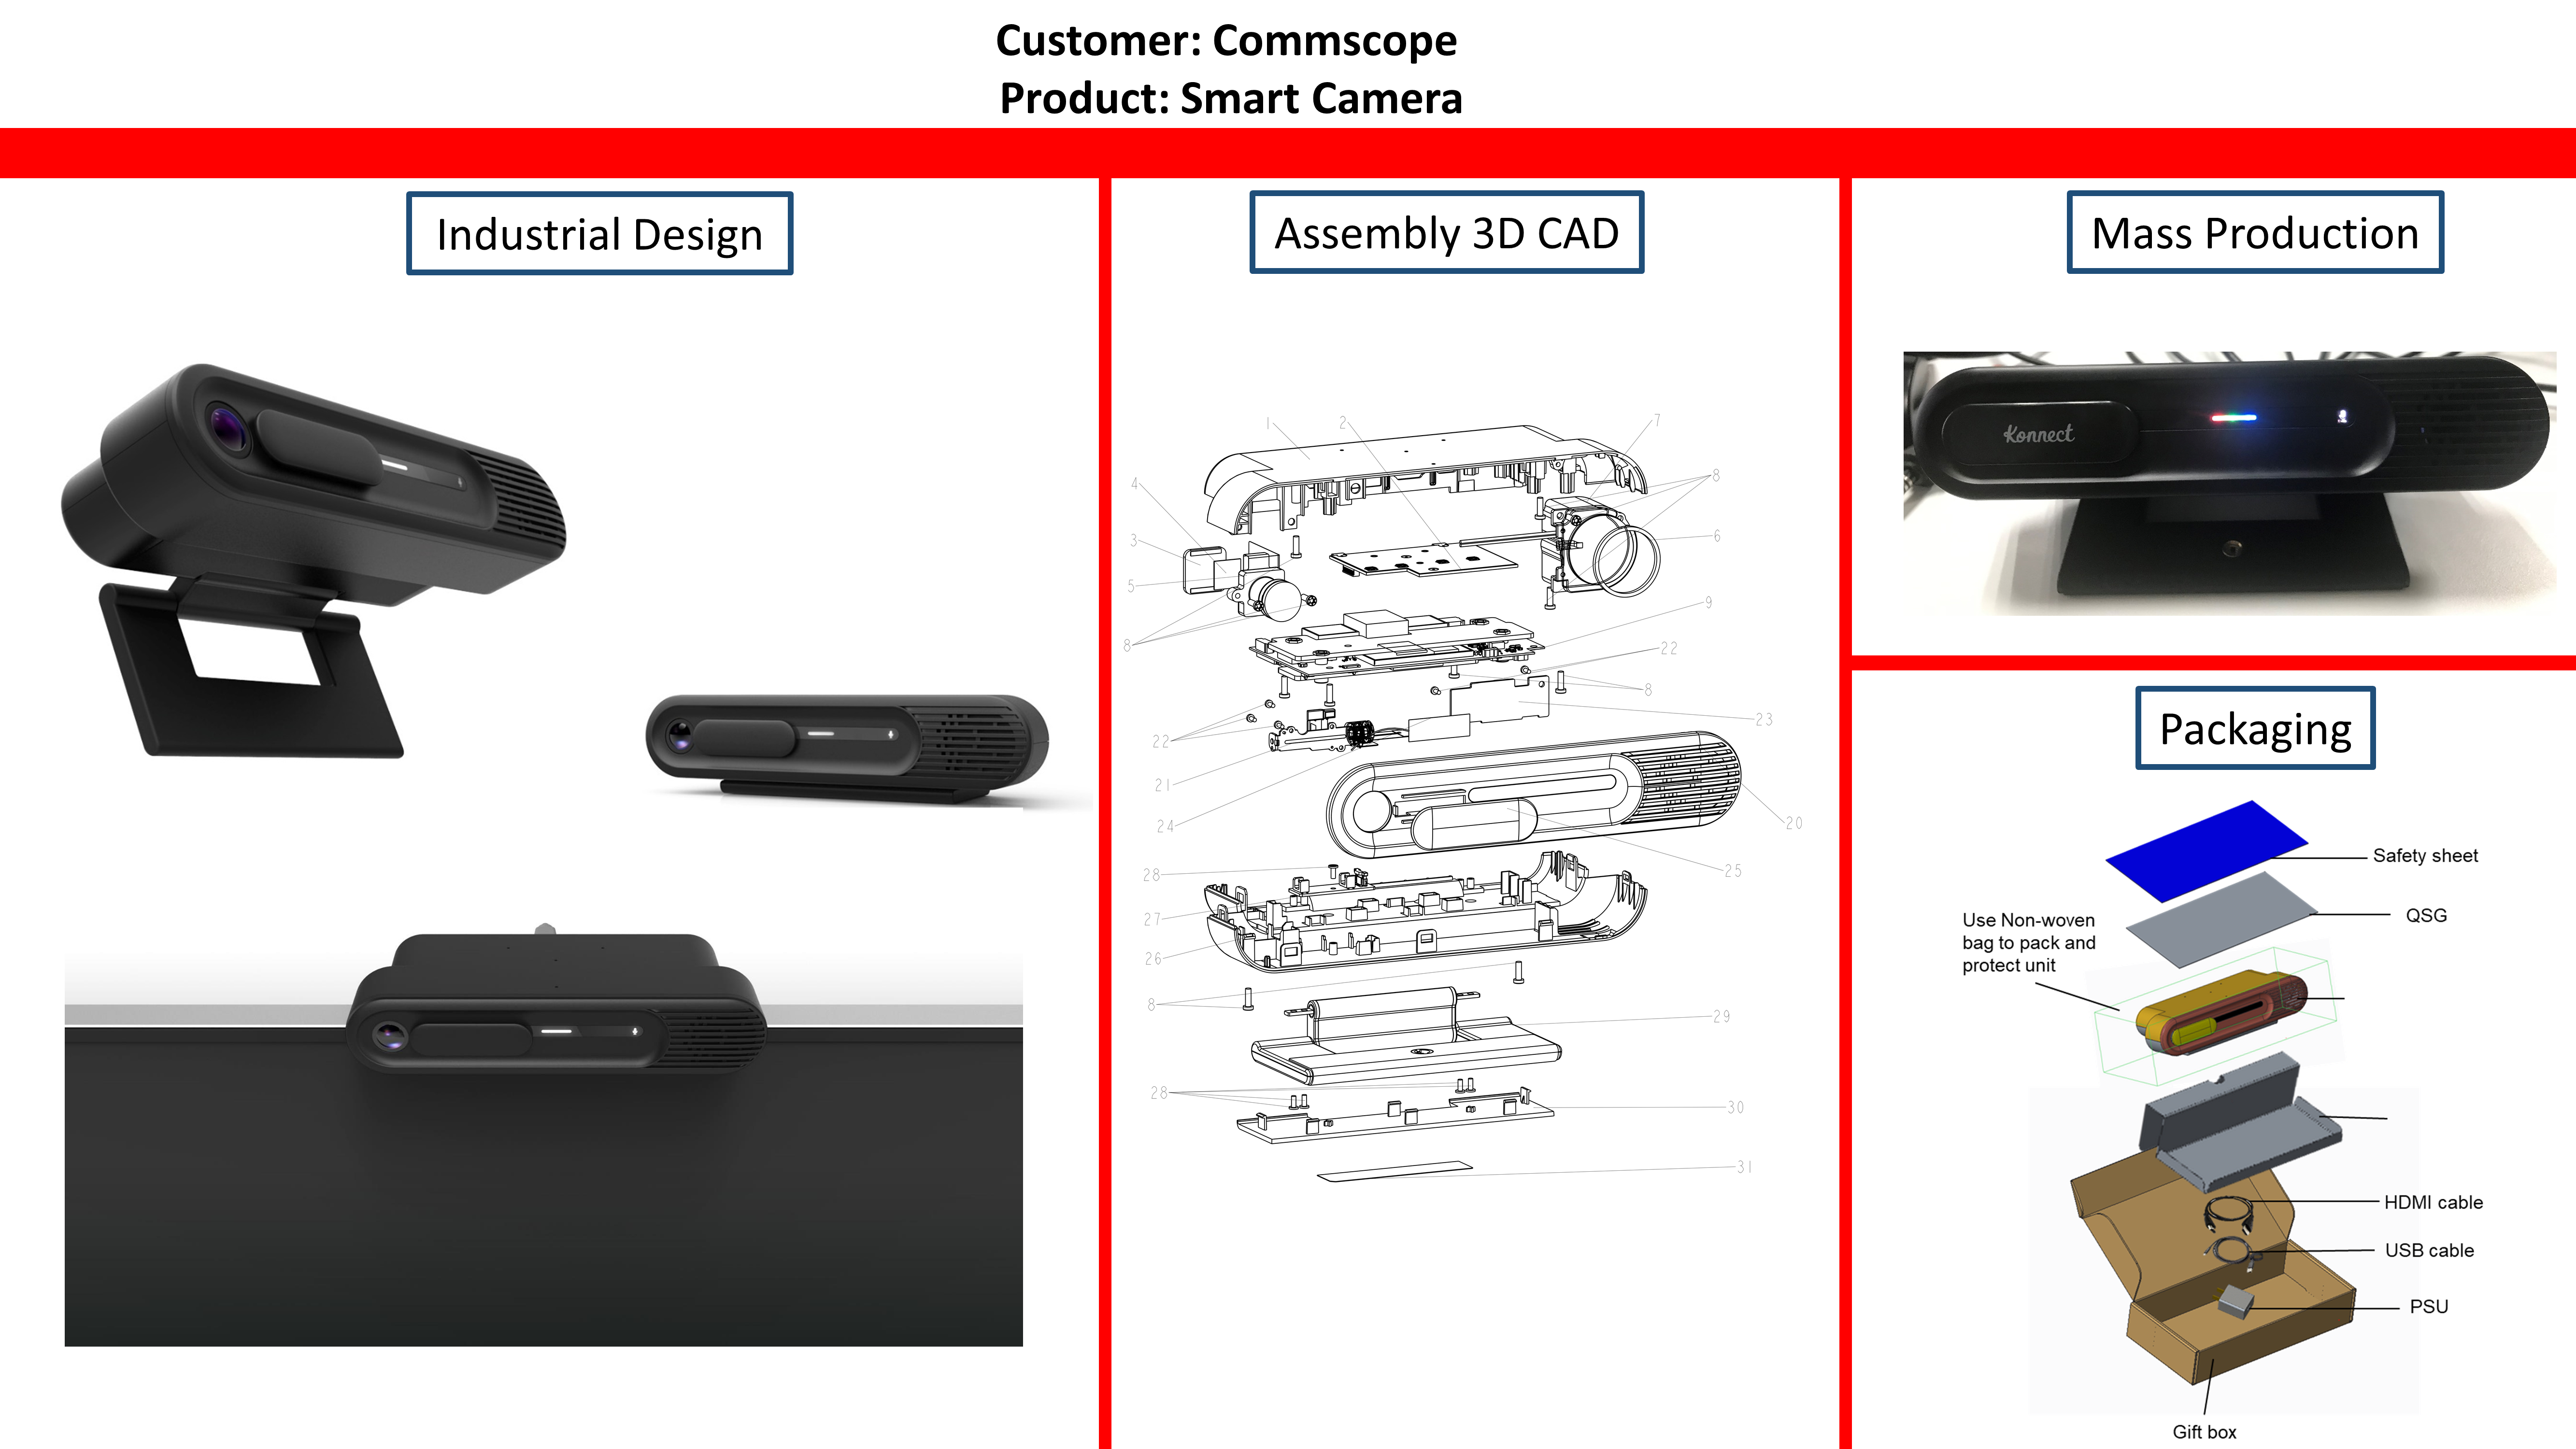 Customer: Commscope
Product: Smart Camera
Industrial Design
Assembly 3D CAD
1
2
7
8
4
3
6
5
9
8
22
8
23
22
21
24
20
25
28
27
26
8
29
28
30
31
Mass Production
Konnect
Packaging
Safety sheet
QSG
Use Non-woven
bag to pack and
protect unit
HDMI cable
USB cable
PSU
Gift box